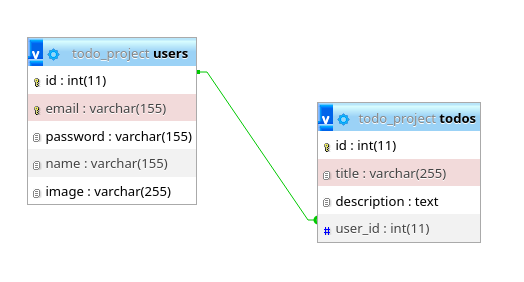 v todo_project users
id : int(11)
email : varchar(155)
password : varchar(155)
name : varchar(155)
image : varchar(255)
v todo_project todos
id : int(11)
title : varchar(255)
description : text
# user_id : int(11)